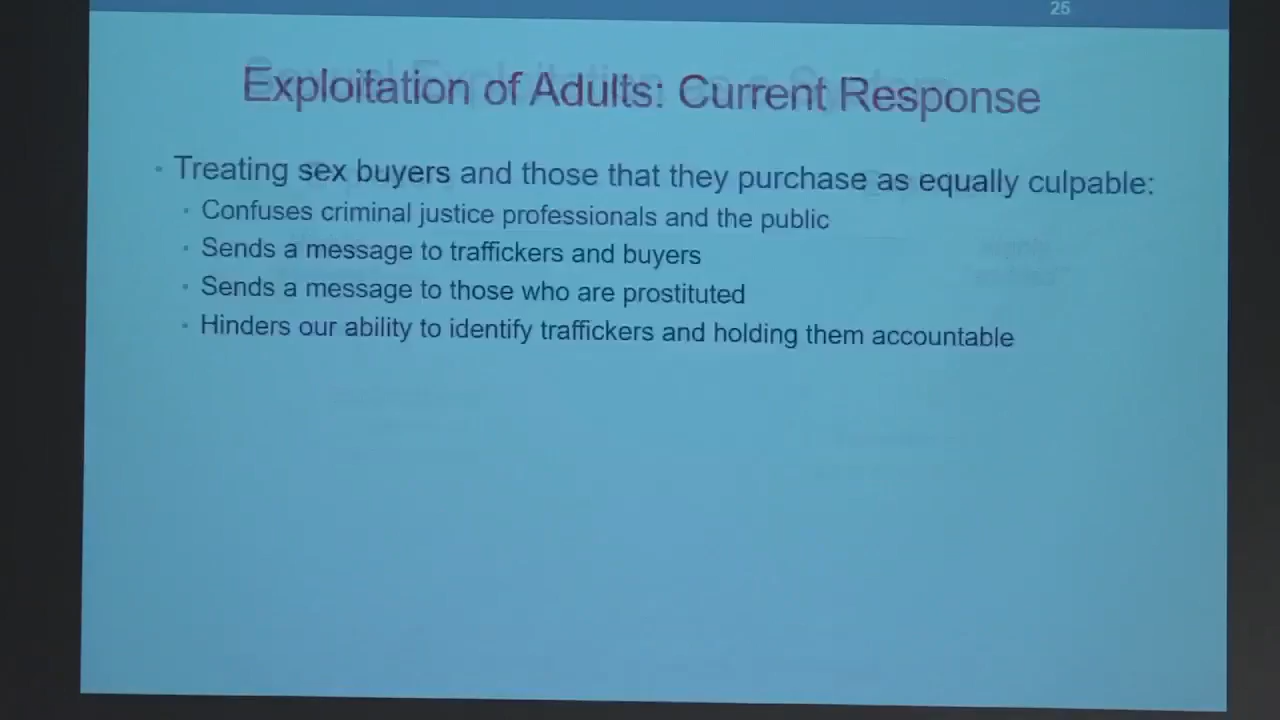 25
Exploitation of Adults: Current Response
Treating sex buyers and those that they purchase as equally culpable:
Confuses criminal justice professionals and the public
Sends a message to traffickers and buyers
Sends a message to those who are prostituted
Hinders our ability to identify traffickers and holding them accountable